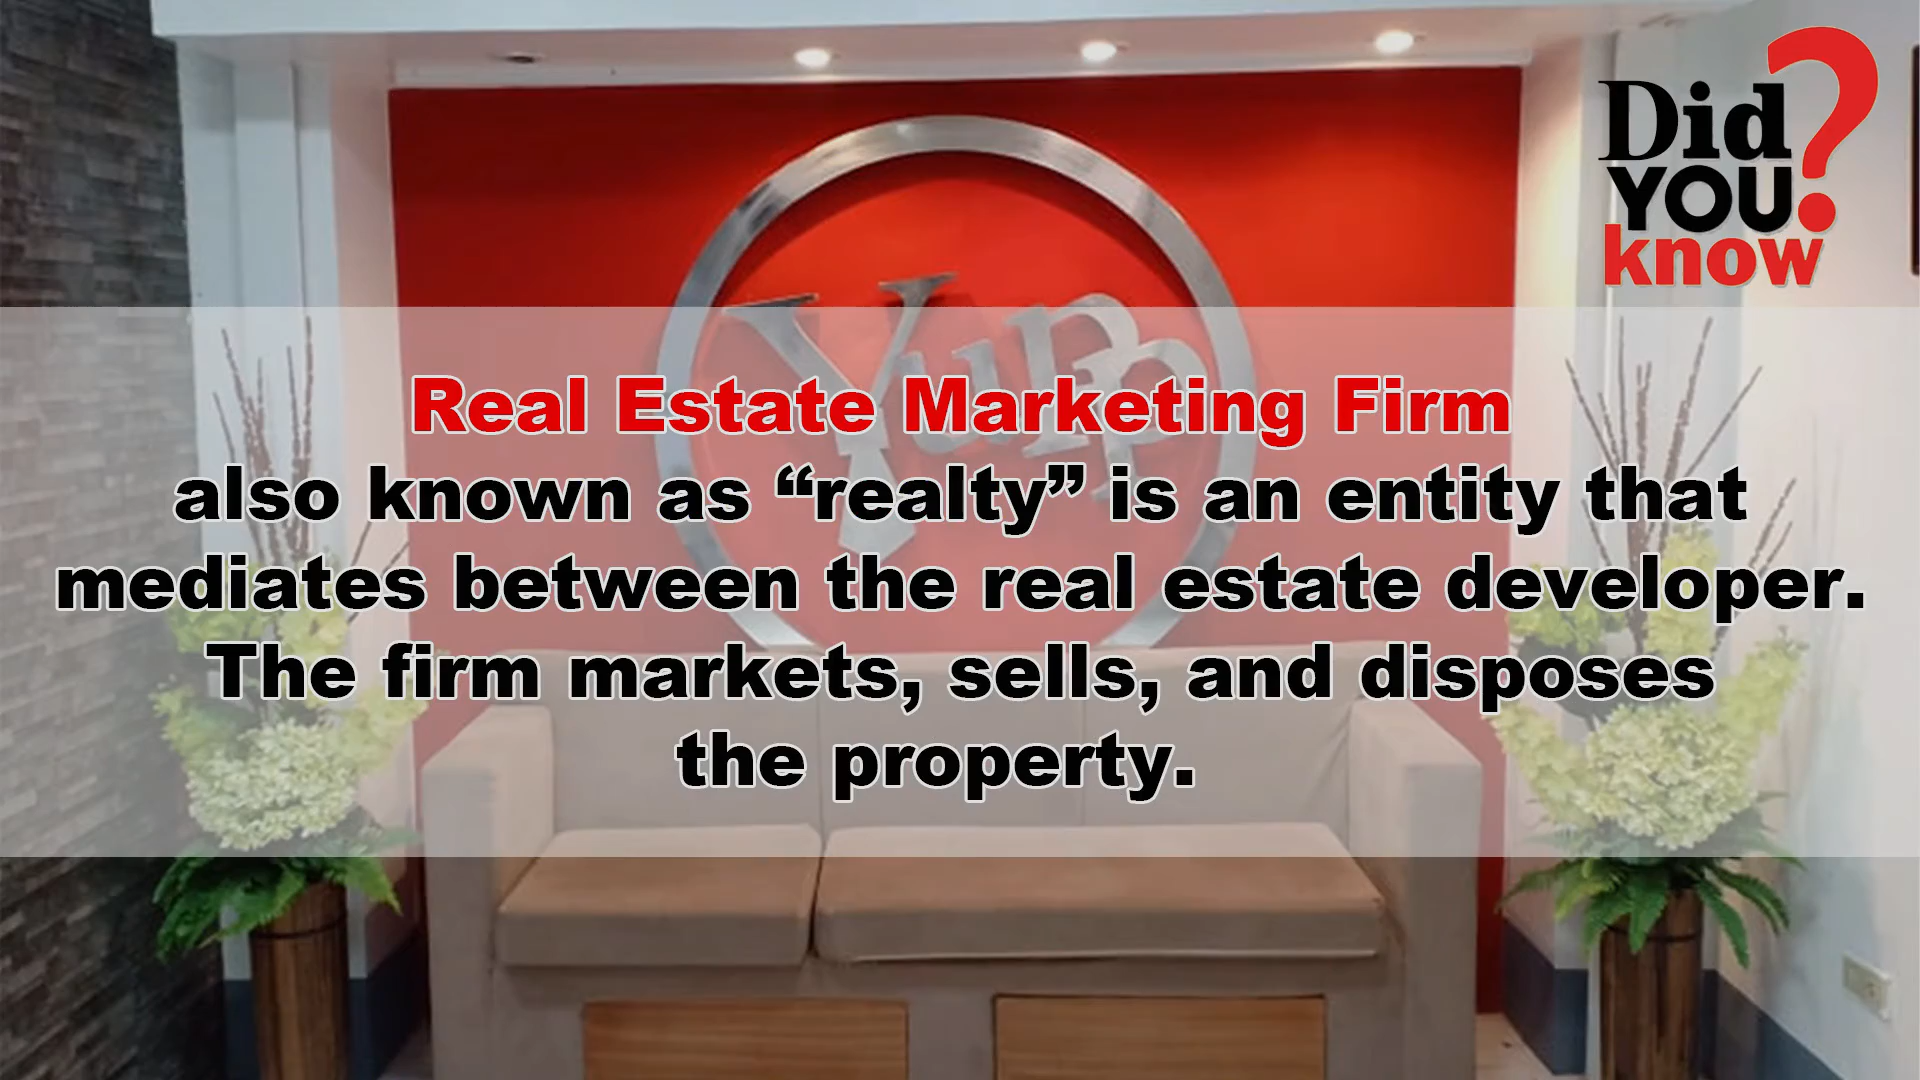 Did
YOU
know?
Yump
Real Estate Marketing Firm
also known as “realty” is an entity that
mediates between the real estate developer.
The firm markets, sells, and disposes
the property.